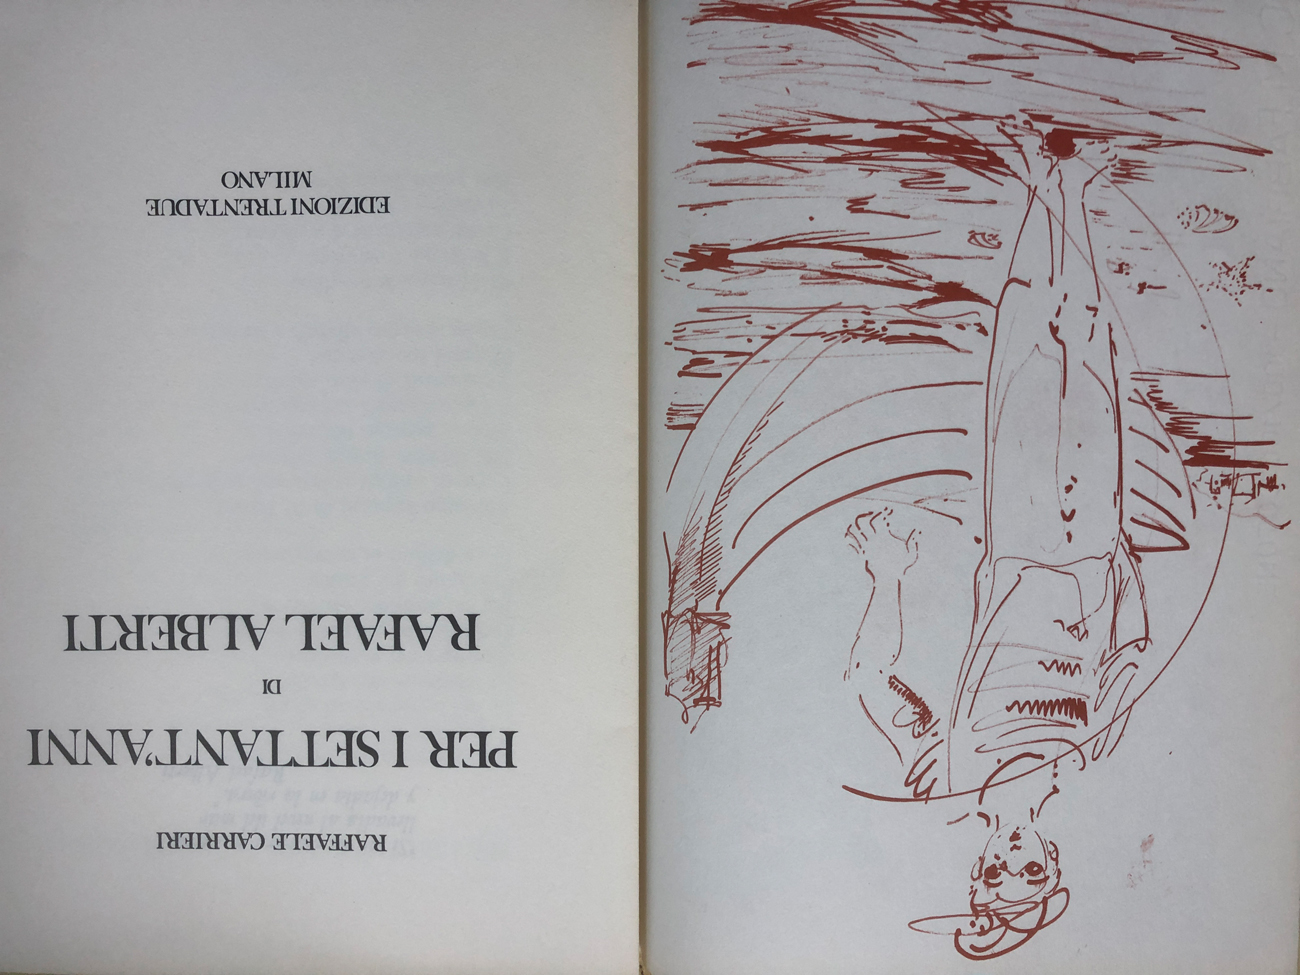 RAFFAELE CARRIERI
PER I SETTANT'ANNI
DI
RAFAEL ALBERTI
EDIZIONI TRENTADUE
MILANO